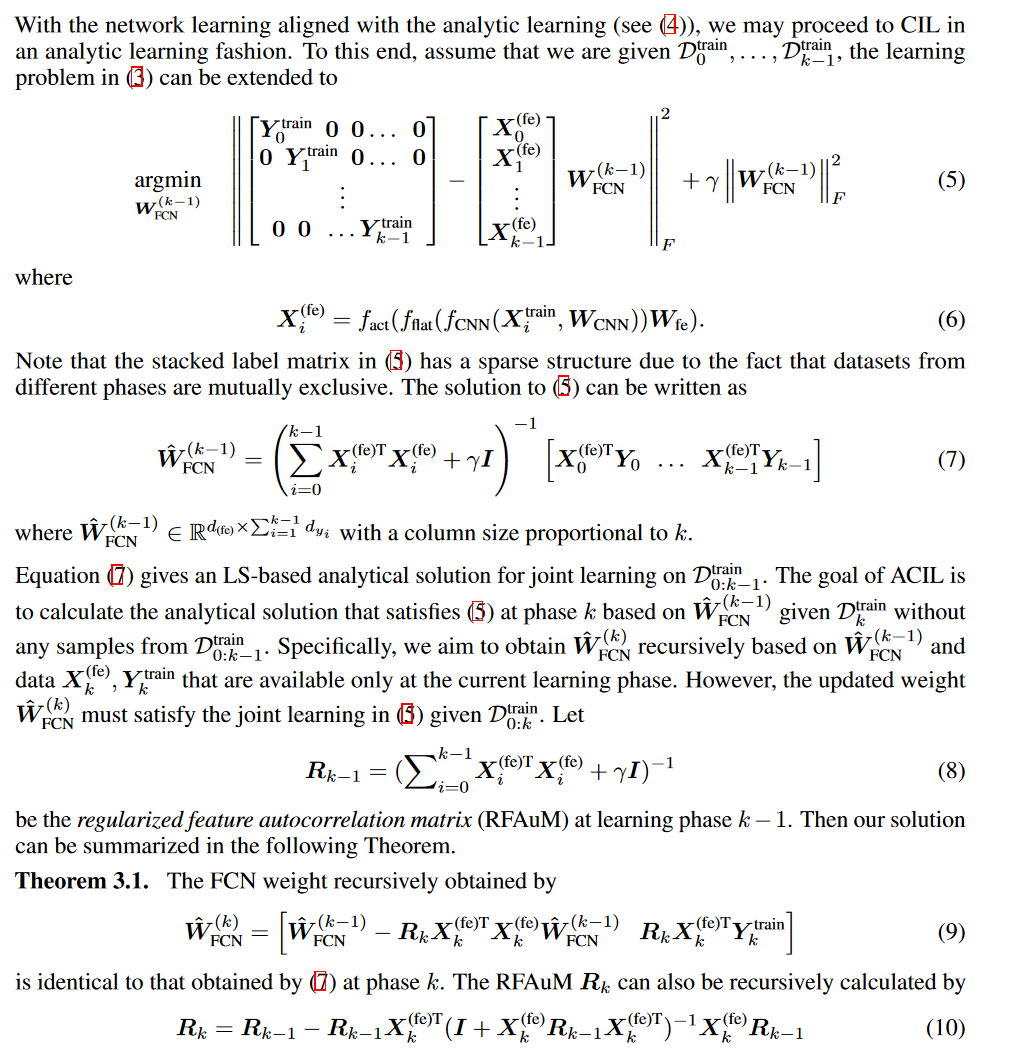 With the network learning aligned with the analytic learning (see (4)), we may proceed to CIL in
an analytic learning fashion. To this end, assume that we are given $\mathcal{D}_0^{\text{train}}, \ldots, \mathcal{D}_{k-1}^{\text{train}}$, the learning
problem in (3) can be extended to
$$\underset{\boldsymbol{W}_{\text{FCN}}^{(k-1)}}{\text{argmin}} \left\| \begin{bmatrix} \boldsymbol{Y}_0^{\text{train}} \ \boldsymbol{0} \ \boldsymbol{0} \ldots \ \boldsymbol{0} \\ \boldsymbol{0} \ \boldsymbol{Y}_1^{\text{train}} \ \boldsymbol{0} \ldots \ \boldsymbol{0} \\ \vdots \\ \boldsymbol{0} \ \boldsymbol{0} \ \ldots \boldsymbol{Y}_{k-1}^{\text{train}} \end{bmatrix} - \begin{bmatrix} \boldsymbol{X}_0^{(\text{fe})} \\ \boldsymbol{X}_1^{(\text{fe})} \\ \vdots \\ \boldsymbol{X}_{k-1}^{(\text{fe})} \end{bmatrix} \boldsymbol{W}_{\text{FCN}}^{(k-1)} \right\|_F^2 + \gamma \left\| \boldsymbol{W}_{\text{FCN}}^{(k-1)} \right\|_F^2 \quad (5)$$
where
$$\boldsymbol{X}_i^{(\text{fe})} = f_{\text{act}}(f_{\text{flat}}(f_{\text{CNN}}(\boldsymbol{X}_i^{\text{train}}, \boldsymbol{W}_{\text{CNN}}))\boldsymbol{W}_{\text{fe}}). \quad (6)$$
Note that the stacked label matrix in (5) has a sparse structure due to the fact that datasets from
different phases are mutually exclusive. The solution to (5) can be written as
$$\hat{\boldsymbol{W}}_{\text{FCN}}^{(k-1)} = \left( \sum_{i=0}^{k-1} \boldsymbol{X}_i^{(\text{fe})\text{T}} \boldsymbol{X}_i^{(\text{fe})} + \gamma \boldsymbol{I} \right)^{-1} \left[ \boldsymbol{X}_0^{(\text{fe})\text{T}} \boldsymbol{Y}_0 \ \ldots \ \boldsymbol{X}_{k-1}^{(\text{fe})\text{T}} \boldsymbol{Y}_{k-1} \right] \quad (7)$$
where $\hat{\boldsymbol{W}}_{\text{FCN}}^{(k-1)} \in \mathbb{R}^{d_{(\text{fe})} \times \sum_{i=1}^{k-1} d_{y_i}}$ with a column size proportional to $k$.
Equation (7) gives an LS-based analytical solution for joint learning on $\mathcal{D}_{0:k-1}^{\text{train}}$. The goal of ACIL is
to calculate the analytical solution that satisfies (5) at phase $k$ based on $\hat{\boldsymbol{W}}_{\text{FCN}}^{(k-1)}$ given $\mathcal{D}_k^{\text{train}}$ without
any samples from $\mathcal{D}_{0:k-1}^{\text{train}}$. Specifically, we aim to obtain $\hat{\boldsymbol{W}}_{\text{FCN}}^{(k)}$ recursively based on $\hat{\boldsymbol{W}}_{\text{FCN}}^{(k-1)}$ and
data $\boldsymbol{X}_k^{(\text{fe})}, \boldsymbol{Y}_k^{\text{train}}$ that are available only at the current learning phase. However, the updated weight
$\hat{\boldsymbol{W}}_{\text{FCN}}^{(k)}$ must satisfy the joint learning in (5) given $\mathcal{D}_{0:k}^{\text{train}}$. Let
$$\boldsymbol{R}_{k-1} = (\sum_{i=0}^{k-1} \boldsymbol{X}_i^{(\text{fe})\text{T}} \boldsymbol{X}_i^{(\text{fe})} + \gamma \boldsymbol{I})^{-1} \quad (8)$$
be the regularized feature autocorrelation matrix (RFAuM) at learning phase $k-1$. Then our solution
can be summarized in the following Theorem.
Theorem 3.1. The FCN weight recursively obtained by
$$\hat{\boldsymbol{W}}_{\text{FCN}}^{(k)} = \left[ \hat{\boldsymbol{W}}_{\text{FCN}}^{(k-1)} - \boldsymbol{R}_k \boldsymbol{X}_k^{(\text{fe})\text{T}} \boldsymbol{X}_k^{(\text{fe})} \hat{\boldsymbol{W}}_{\text{FCN}}^{(k-1)} \quad \boldsymbol{R}_k \boldsymbol{X}_k^{(\text{fe})\text{T}} \boldsymbol{Y}_k^{\text{train}} \right] \quad (9)$$
is identical to that obtained by (7) at phase $k$. The RFAuM $\boldsymbol{R}_k$ can also be recursively calculated by
$$\boldsymbol{R}_k = \boldsymbol{R}_{k-1} - \boldsymbol{R}_{k-1} \boldsymbol{X}_k^{(\text{fe})\text{T}} (\boldsymbol{I} + \boldsymbol{X}_k^{(\text{fe})} \boldsymbol{R}_{k-1} \boldsymbol{X}_k^{(\text{fe})\text{T}})^{-1} \boldsymbol{X}_k^{(\text{fe})} \boldsymbol{R}_{k-1} \quad (10)$$